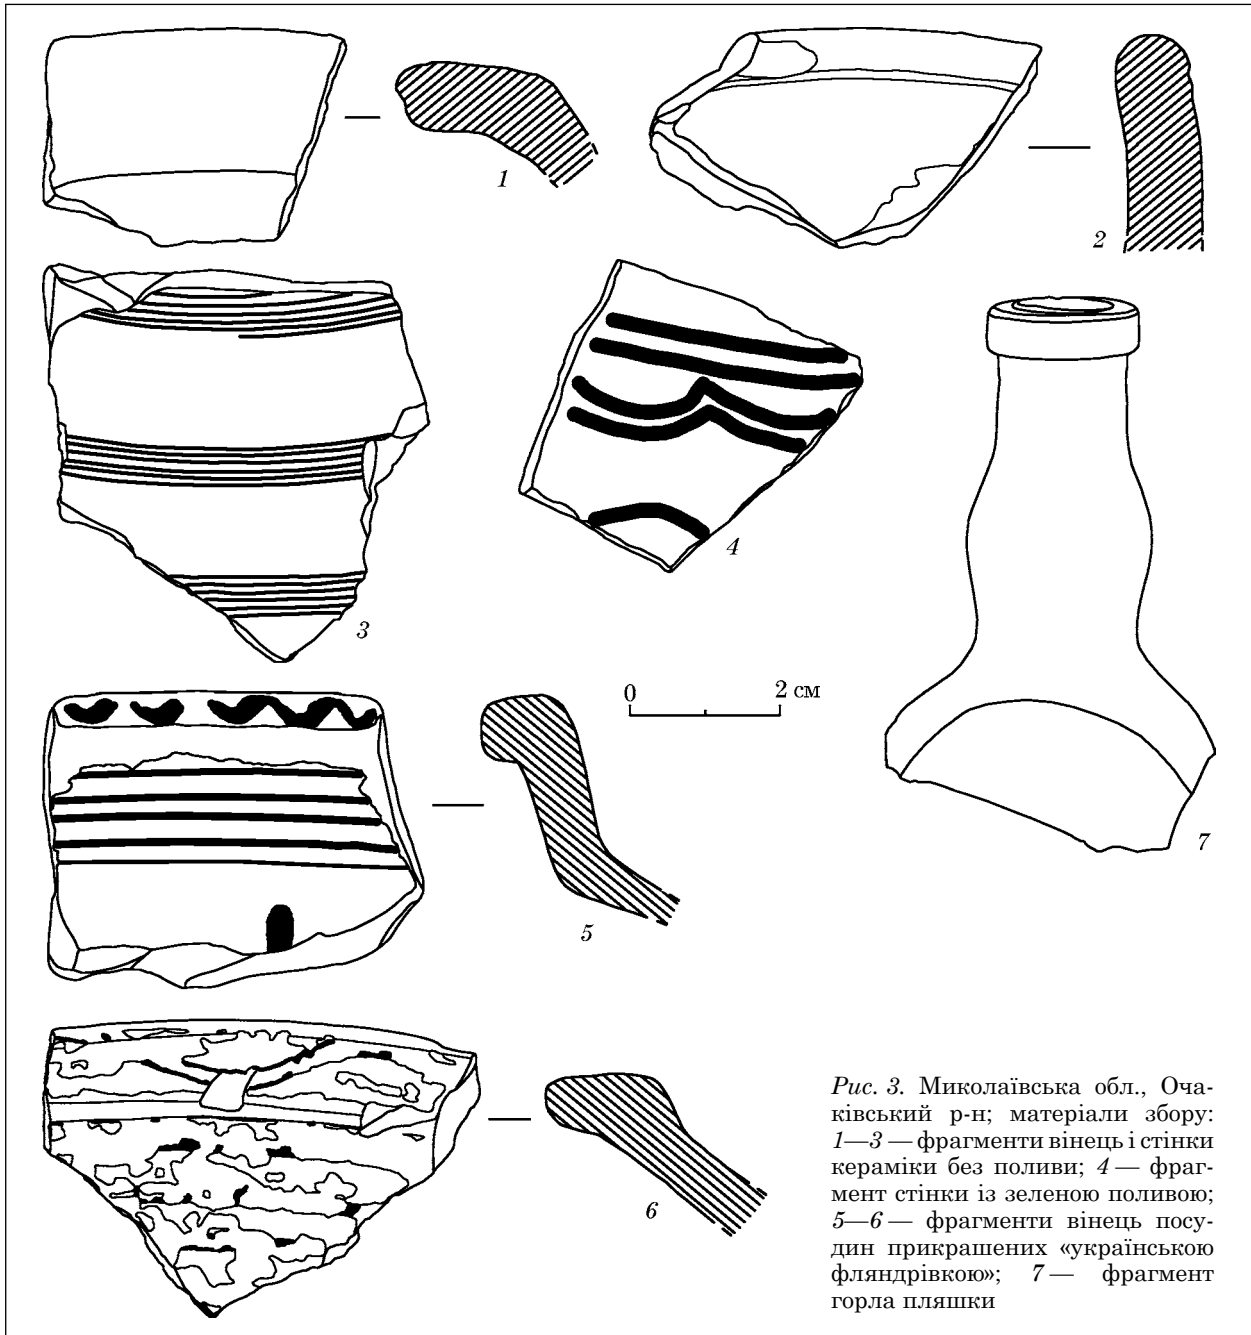 1
2
3
4
0 2 см
5
7
6
Рис. 3. Миколаївська обл., Оча-
ківський р-н; матеріали збору:
1—3 — фрагменти вінець і стінки
кераміки без поливи; 4 — фраг-
мент стінки із зеленою поливою;
5—6 — фрагменти вінець посу-
дин прикрашених «українською
фляндрівкою»; 7 — фрагмент
горла пляшки